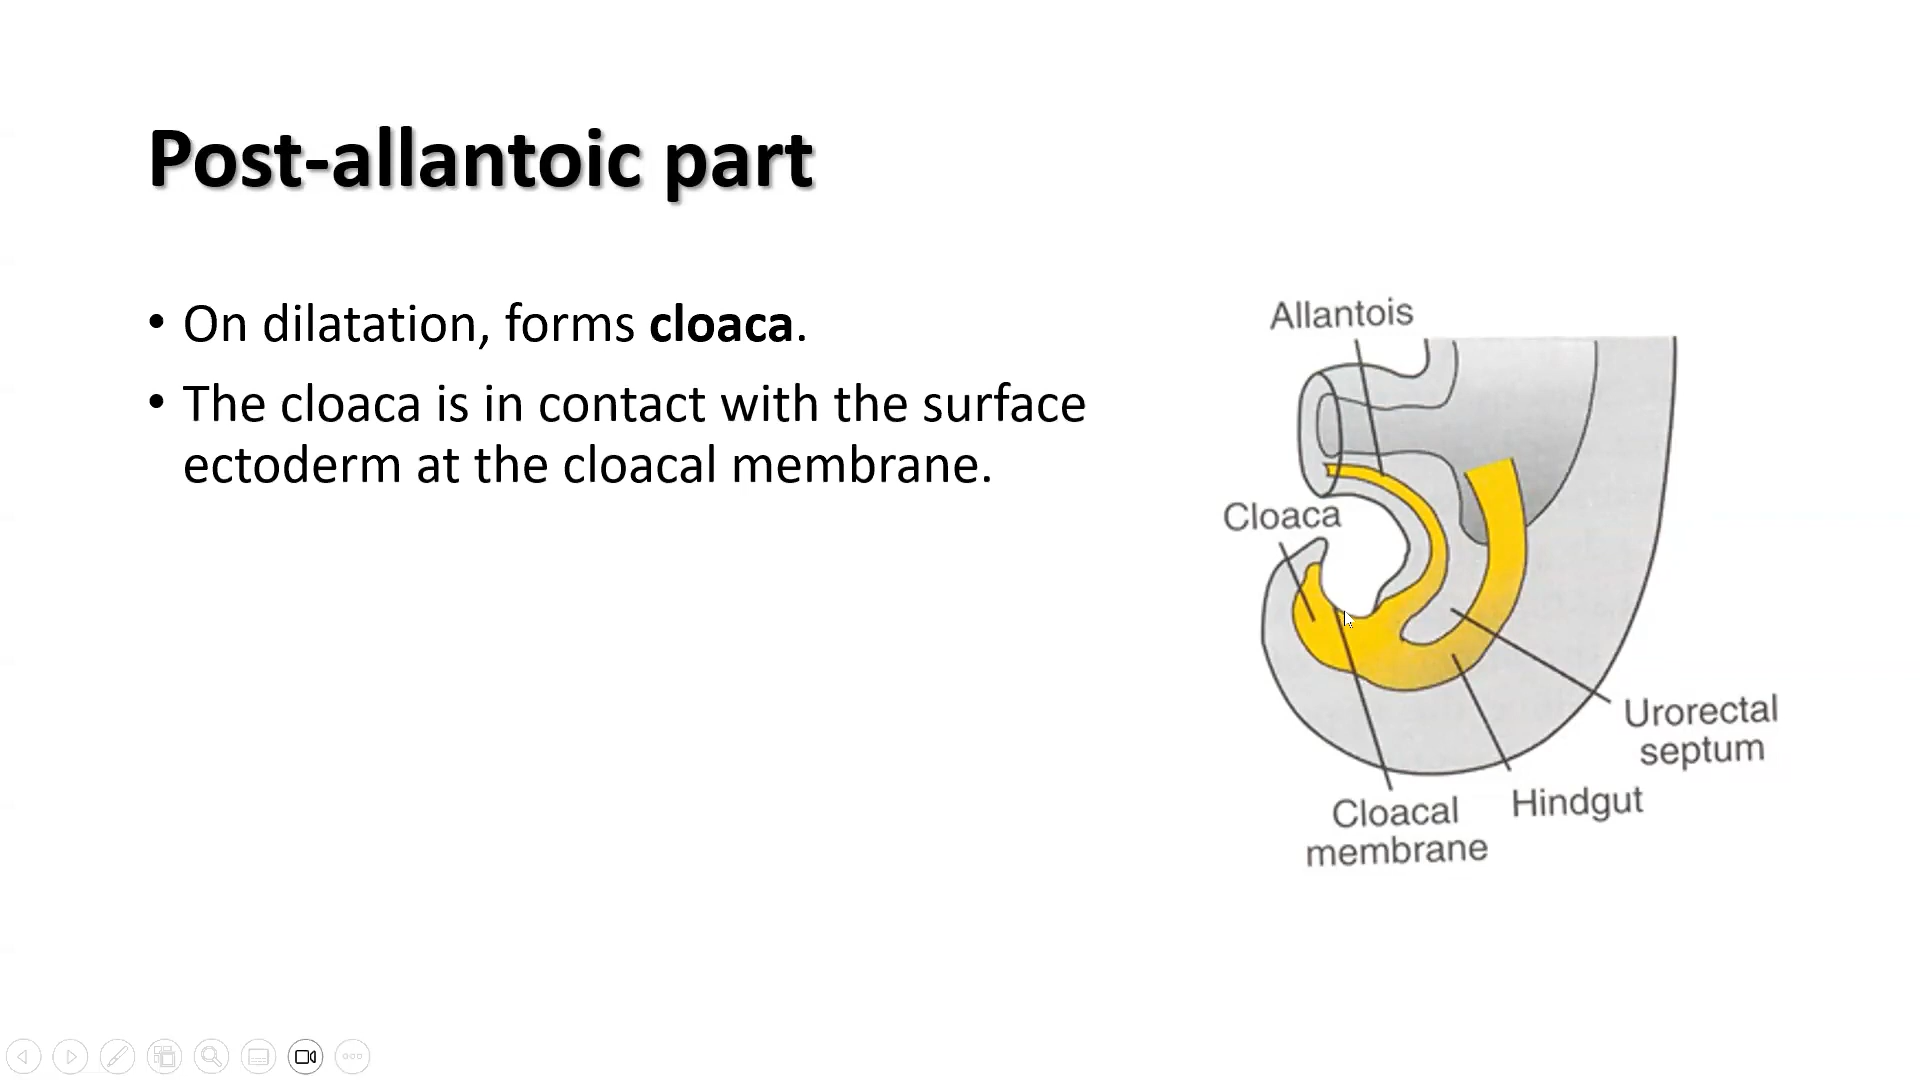 Post-allantoic part
• On dilatation, forms cloaca.
• The cloaca is in contact with the surface
ectoderm at the cloacal membrane.
Allantois
Cloaca
Urorectal
septum
Hindgut
Cloacal
membrane